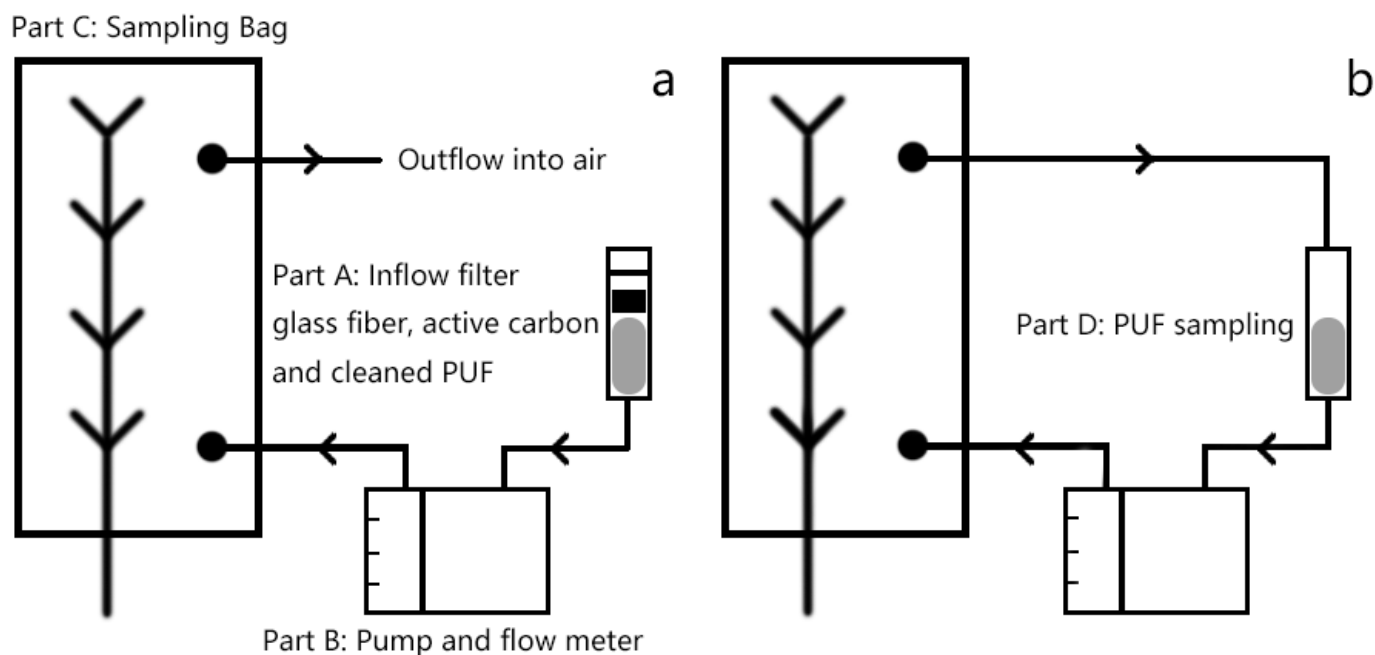 Part C: Sampling Bag
a
Outflow into air
Part A: Inflow filter
glass fiber, active carbon
and cleaned PUF
Part B: Pump and flow meter
b
Part D: PUF sampling